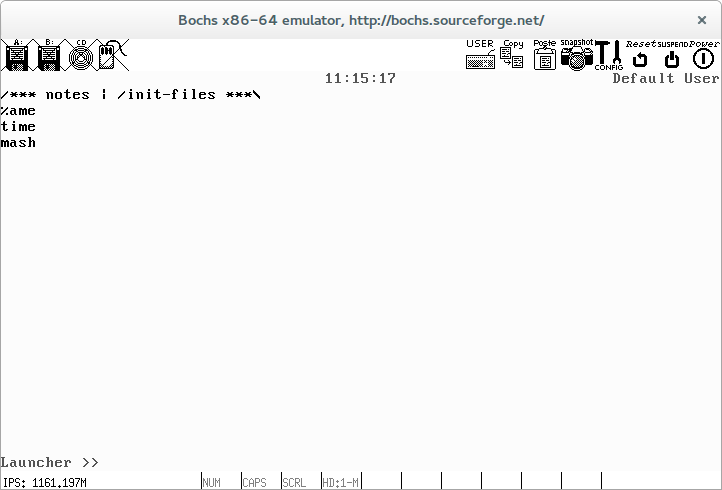 Bochs x86-64 emulator, http://bochs.sourceforge.net/
A: B: CD USER Copy Paste snapshot CONFIG Reset SUSPEND Power
11:15:17 Default User
/*** notes ¦ /init-files ***\
%ame
time
mash
Launcher >>
IPS: 1161.197M NUM CAPS SCRL HD:1-M